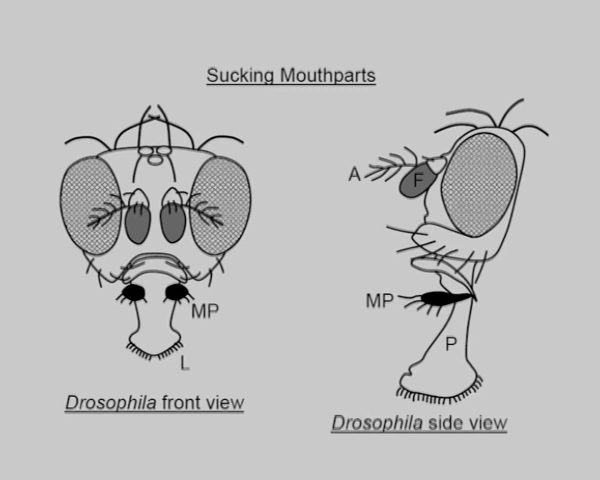 Sucking Mouthparts
A
F
MP
MP
P
L
Drosophila front view
Drosophila side view